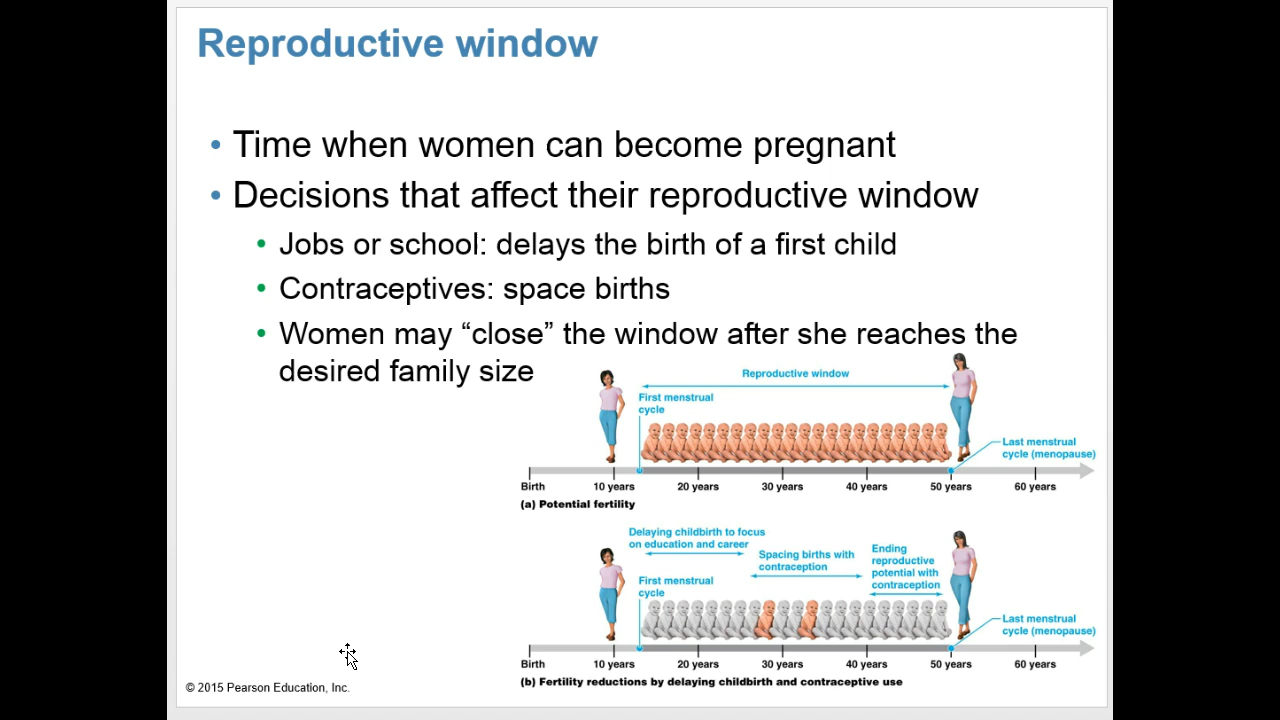 Reproductive window
• Time when women can become pregnant
• Decisions that affect their reproductive window
• Jobs or school: delays the birth of a first child
• Contraceptives: space births
• Women may “close” the window after she reaches the
desired family size
Reproductive window
First menstrual
cycle
Last menstrual
cycle (menopause)
Birth 10 years 20 years 30 years 40 years 50 years 60 years
(a) Potential fertility
Delaying childbirth to focus
on education and career
Spacing births with
contraception
Ending
reproductive
potential with
contraception
First menstrual
cycle
Last menstrual
cycle (menopause)
Birth 10 years 20 years 30 years 40 years 50 years 60 years
(b) Fertility reductions by delaying childbirth and contraceptive use
© 2015 Pearson Education, Inc.